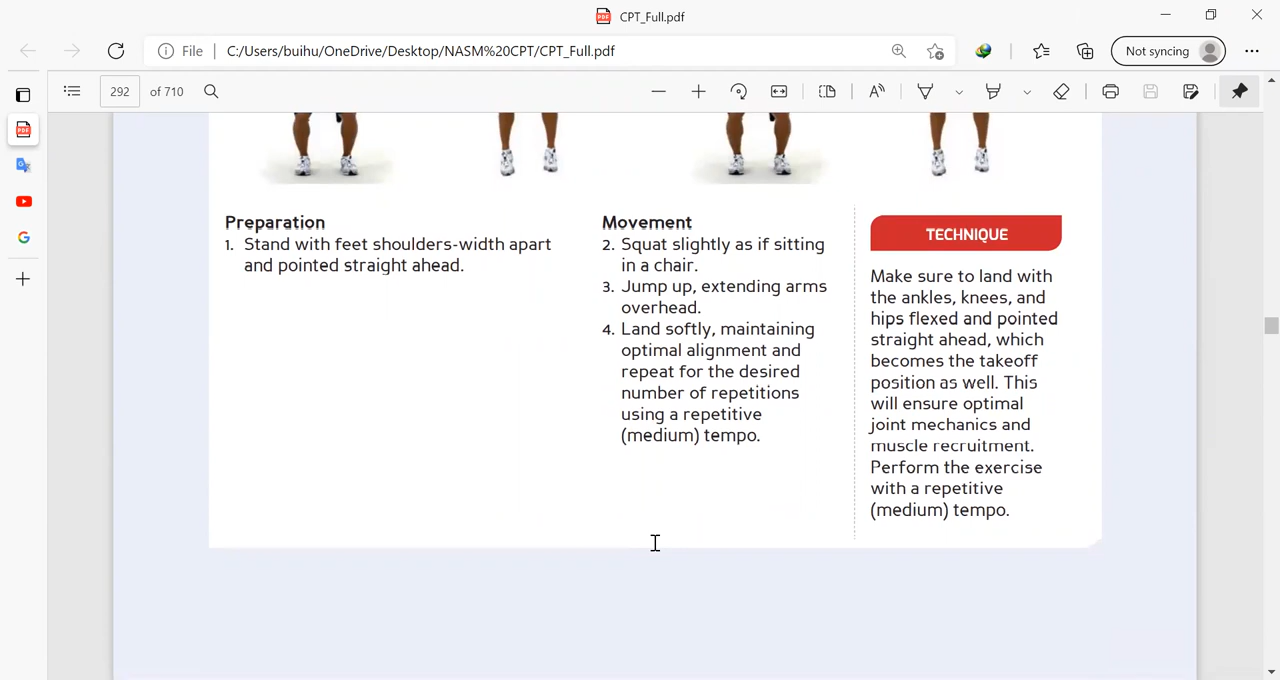 CPT_Full.pdf
File
C:/Users/buihu/OneDrive/Desktop/NASM%20CPT/CPT_Full.pdf
Not syncing
292 of 710
Preparation
1. Stand with feet shoulders-width apart
and pointed straight ahead.
Movement
2. Squat slightly as if sitting
in a chair.
3. Jump up, extending arms
overhead.
4. Land softly, maintaining
optimal alignment and
repeat for the desired
number of repetitions
using a repetitive
(medium) tempo.
TECHNIQUE
Make sure to land with
the ankles, knees, and
hips flexed and pointed
straight ahead, which
becomes the takeoff
position as well. This
will ensure optimal
joint mechanics and
muscle recruitment.
Perform the exercise
with a repetitive
(medium) tempo.